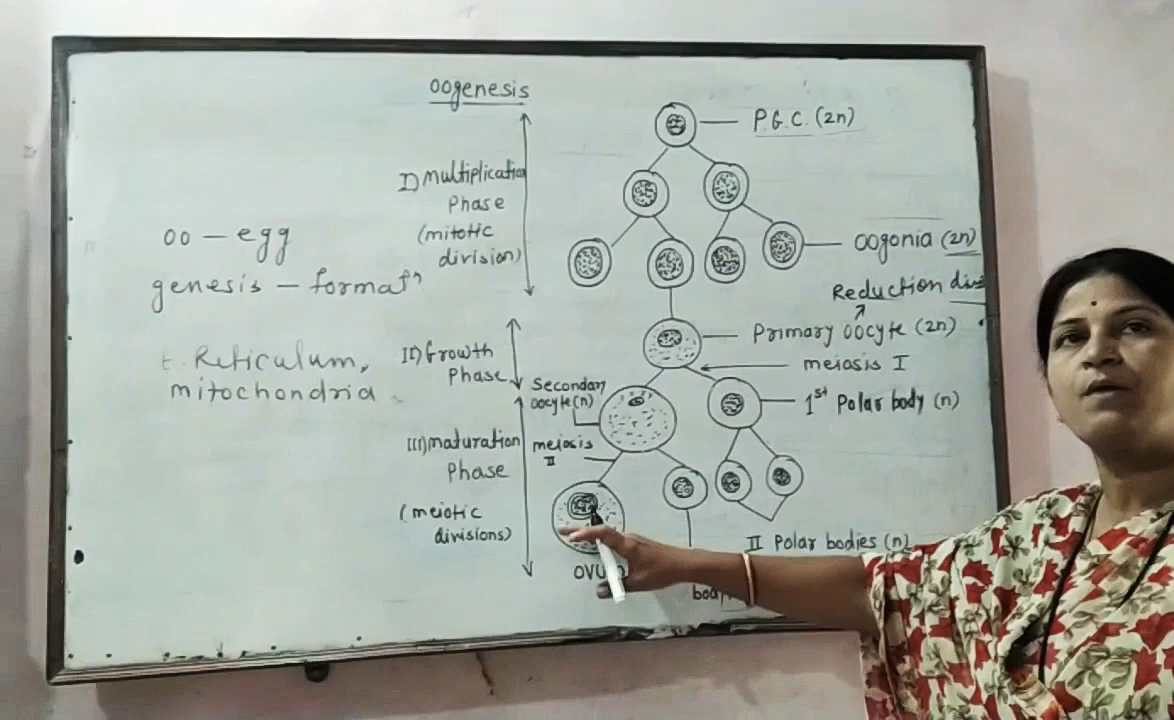 oogenesis
P.G.C. (2n)
I) Multiplication
Phase
(mitotic
division)
oo - egg
genesis - format^n
oogonia (2n)
Reduction
Primary oocyte (2n)
t. Reticulum,
mitochondria
II) Growth
Phase
meiosis I
Secondary
oocyte (n)
1st Polar body (n)
III) maturation
Phase
meiosis
II
(meiotic
divisions)
II Polar bodies (n)